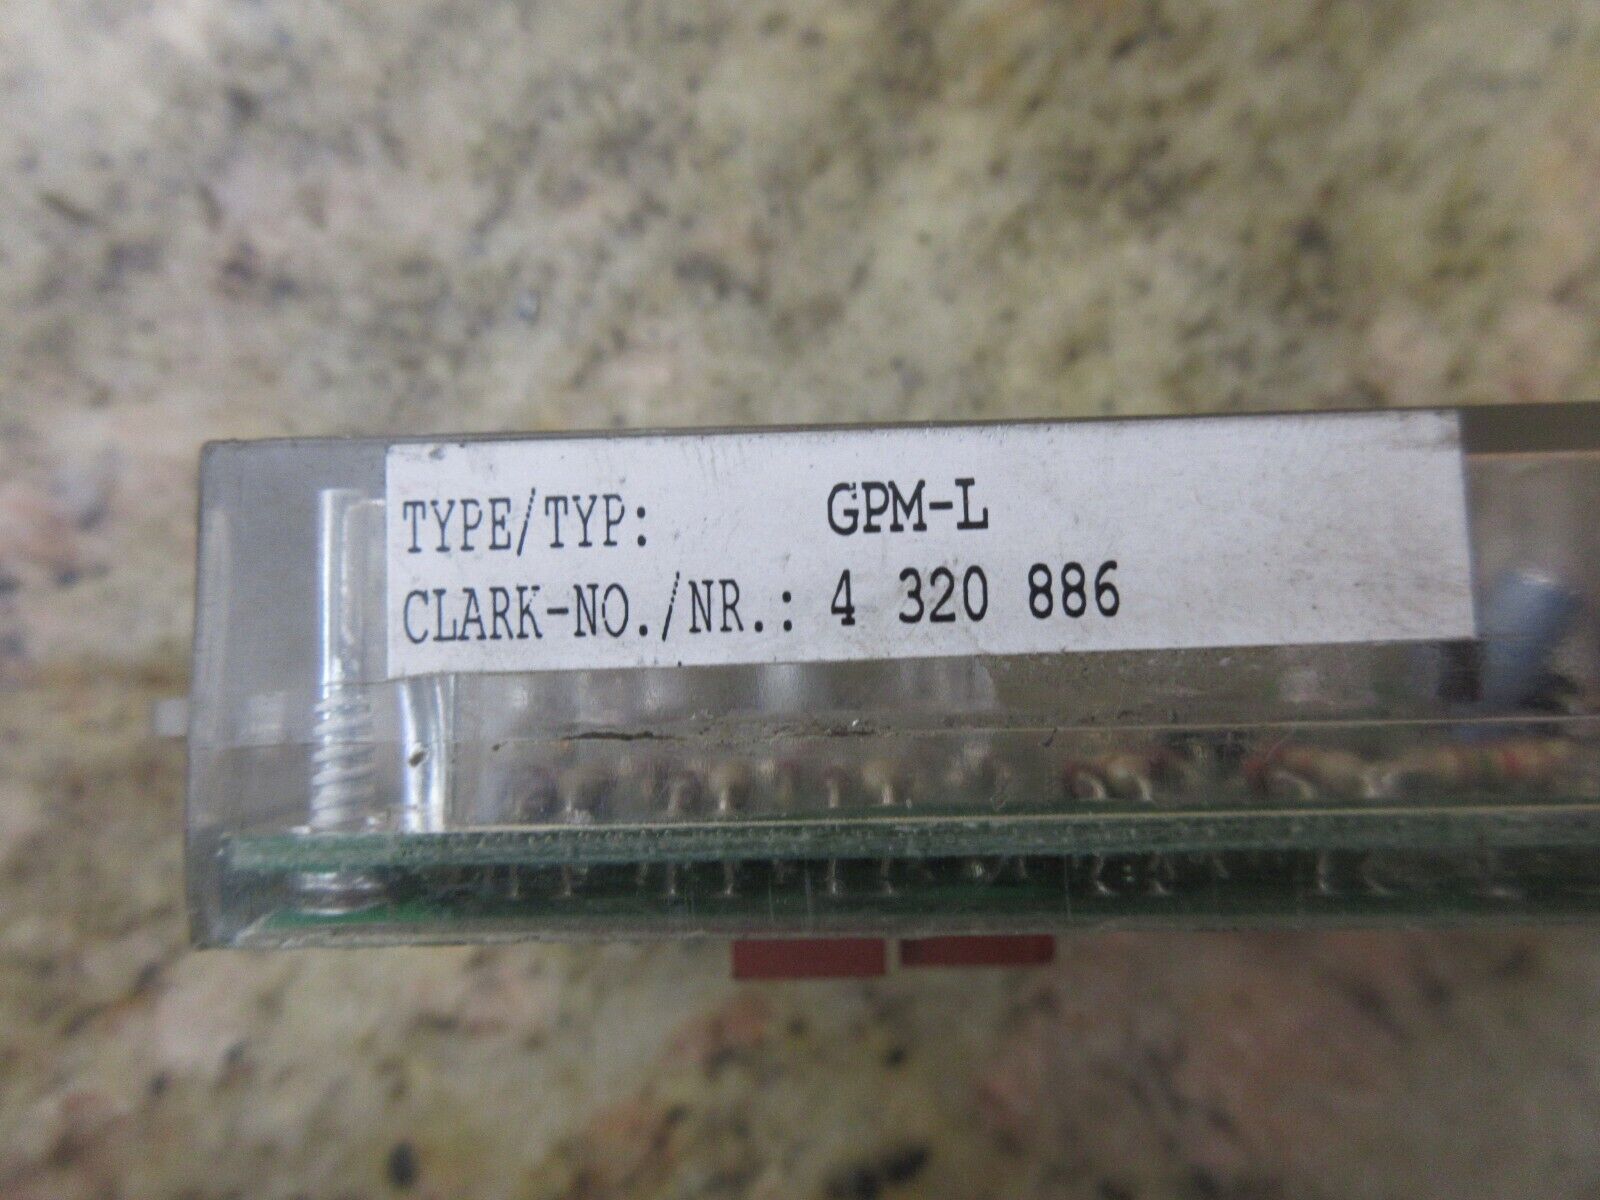 TYPE/TYP: GPM-L
CLARK-NO./NR.: 4 320 886